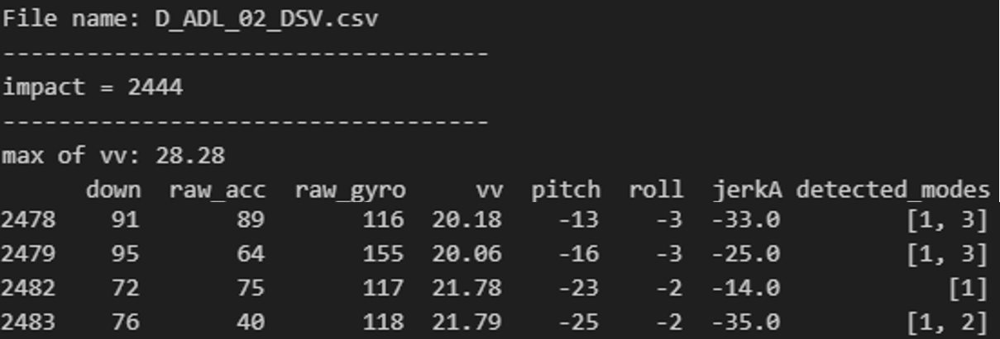 File name: D_ADL_02_DSV.csv
------------------------------------
impact = 2444
------------------------------------
max of vv: 28.28
down raw_acc raw_gyro vv pitch roll jerkA detected_modes
2478 91 89 116 20.18 -13 -3 -33.0 [1, 3]
2479 95 64 155 20.06 -16 -3 -25.0 [1, 3]
2482 72 75 117 21.78 -23 -2 -14.0 [1]
2483 76 40 118 21.79 -25 -2 -35.0 [1, 2]